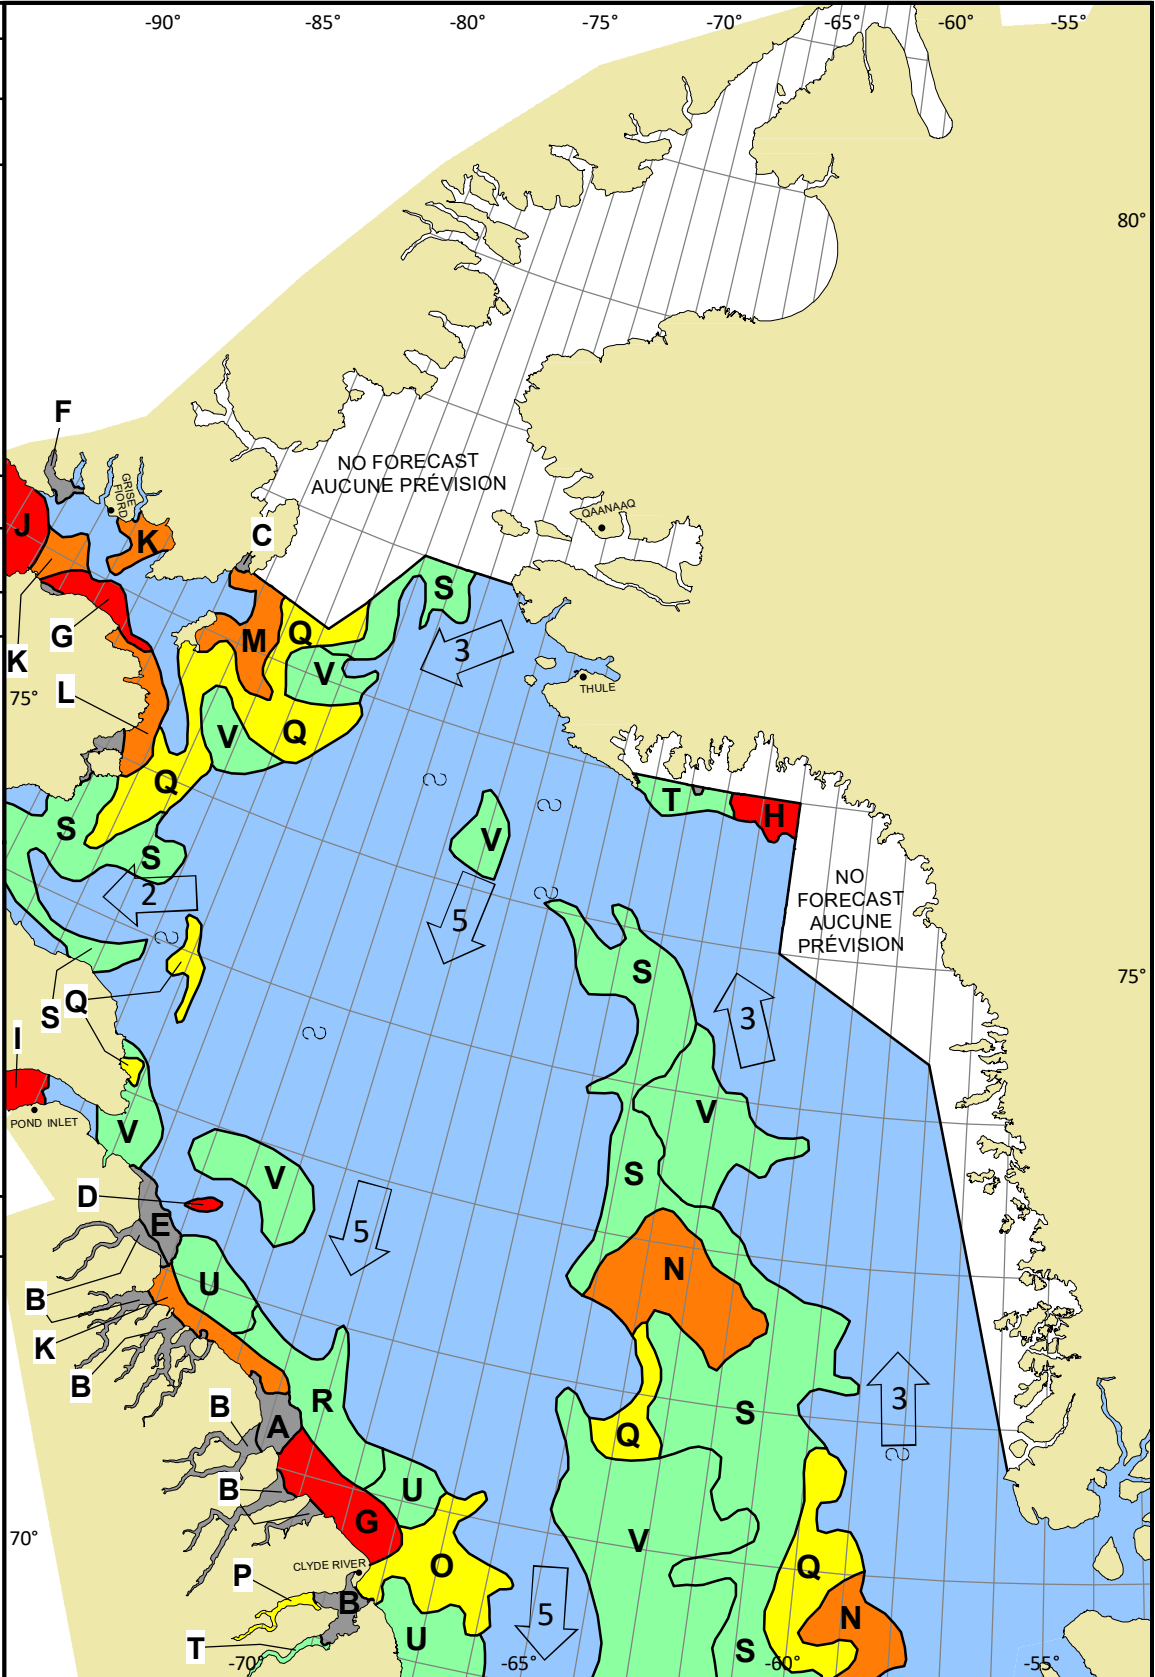 -90° -85° -80° -75° -70° -65° -60° -55°
80°
F
NO FORECAST
AUCUNE PRÉVISION
GRISE
FIORD
QAANAAQ
J
K
C
S
G
M
Q
3
K
V
THULE
75°
L
V
Q
Q
T
H
S
V
S
2
NO
FORECAST
AUCUNE
PRÉVISION
5
S
75°
Q
S
3
I
POND INLET
V
V
V
S
D
E
5
N
U
B
K
B
R
3
B
A
S
Q
B
U
G
V
70°
CLYDE RIVER
O
Q
P
B
5
N
T
U
S
-70° -65° -60° -55°